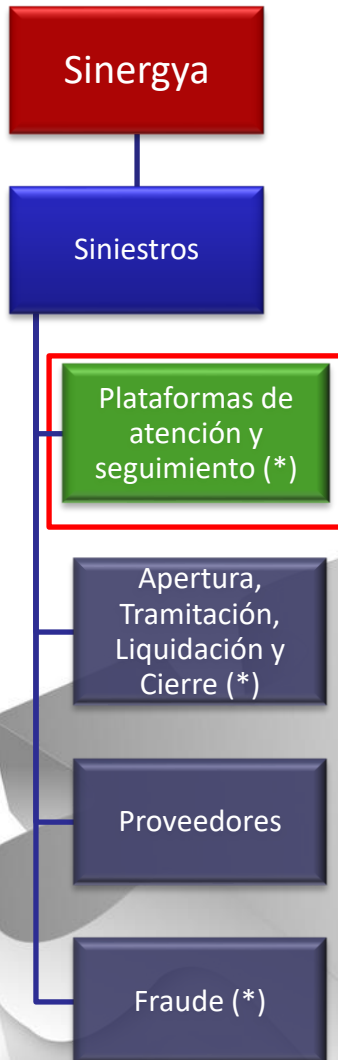 Sinergya
Siniestros
Plataformas de
atención y
seguimiento (*)
Apertura,
Tramitación,
Liquidación y
Cierre (*)
Proveedores
Fraude (*)